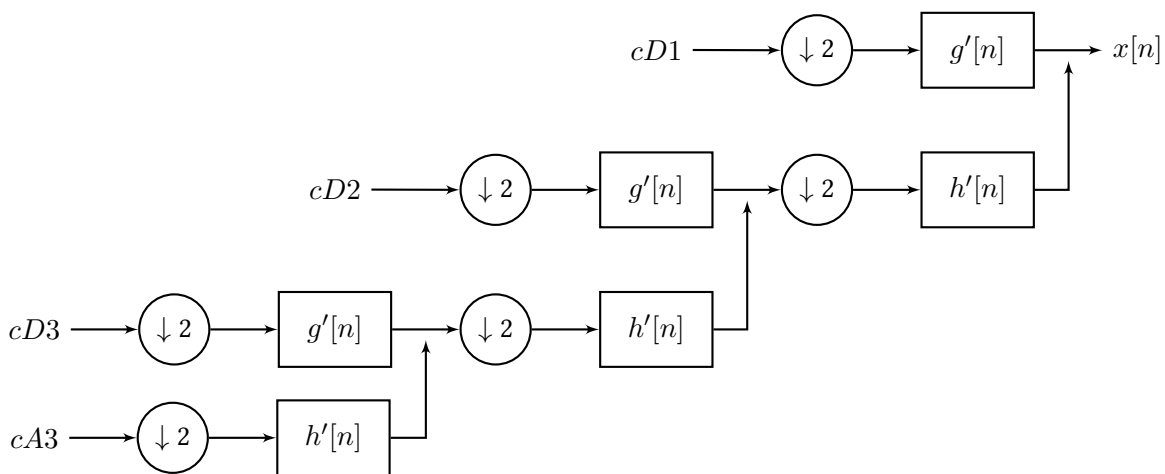 cD1 ↓ 2 g′[n] x[n]
cD2 ↓ 2 g′[n] ↓ 2 h′[n]
cD3 ↓ 2 g′[n] ↓ 2 h′[n]
cA3 ↓ 2 h′[n]